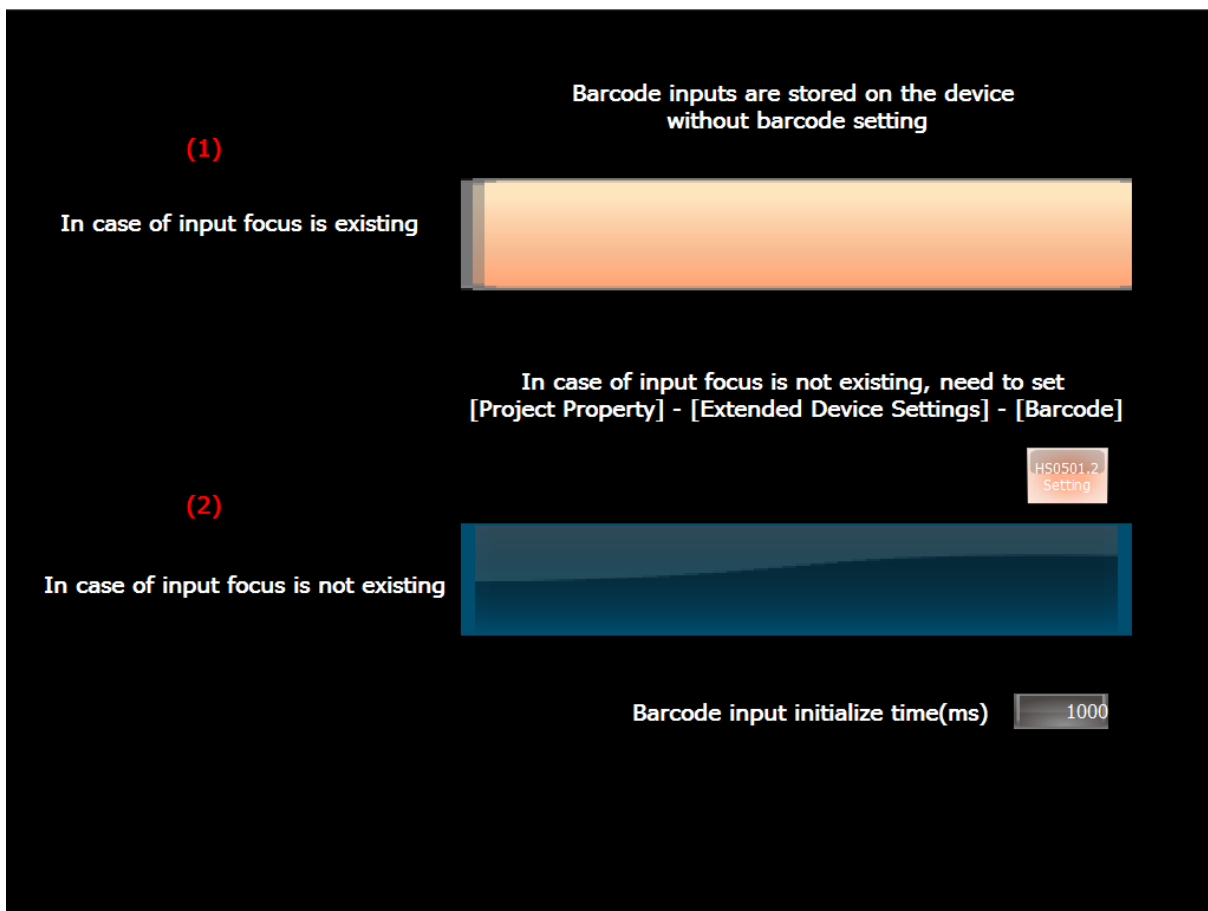 Barcode inputs are stored on the device
without barcode setting
(1)
In case of input focus is existing
In case of input focus is not existing, need to set
[Project Property] - [Extended Device Settings] - [Barcode]
HS0501.2
Setting
(2)
In case of input focus is not existing
Barcode input initialize time(ms)
1000